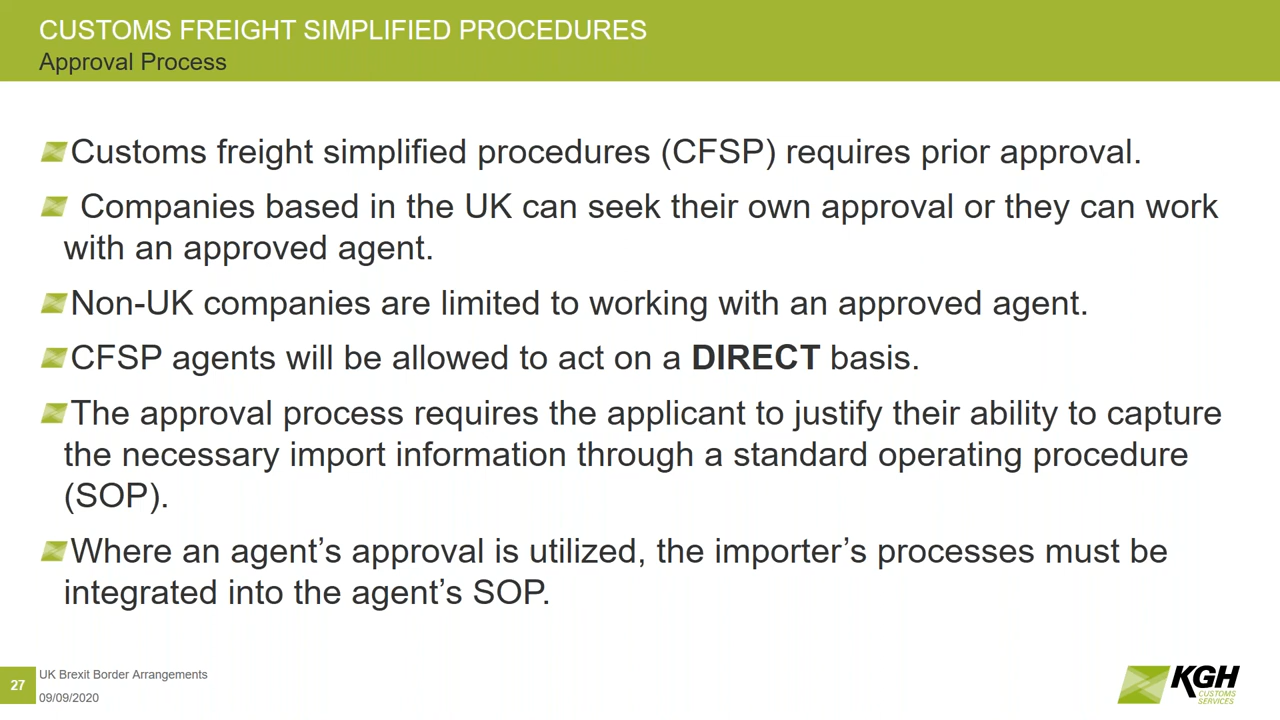 CUSTOMS FREIGHT SIMPLIFIED PROCEDURES
Approval Process
Customs freight simplified procedures (CFSP) requires prior approval.
Companies based in the UK can seek their own approval or they can work
with an approved agent.
Non-UK companies are limited to working with an approved agent.
CFSP agents will be allowed to act on a DIRECT basis.
The approval process requires the applicant to justify their ability to capture
the necessary import information through a standard operating procedure
(SOP).
Where an agent’s approval is utilized, the importer’s processes must be
integrated into the agent’s SOP.
27
UK Brexit Border Arrangements
09/09/2020
KGH
CUSTOMS
SERVICES